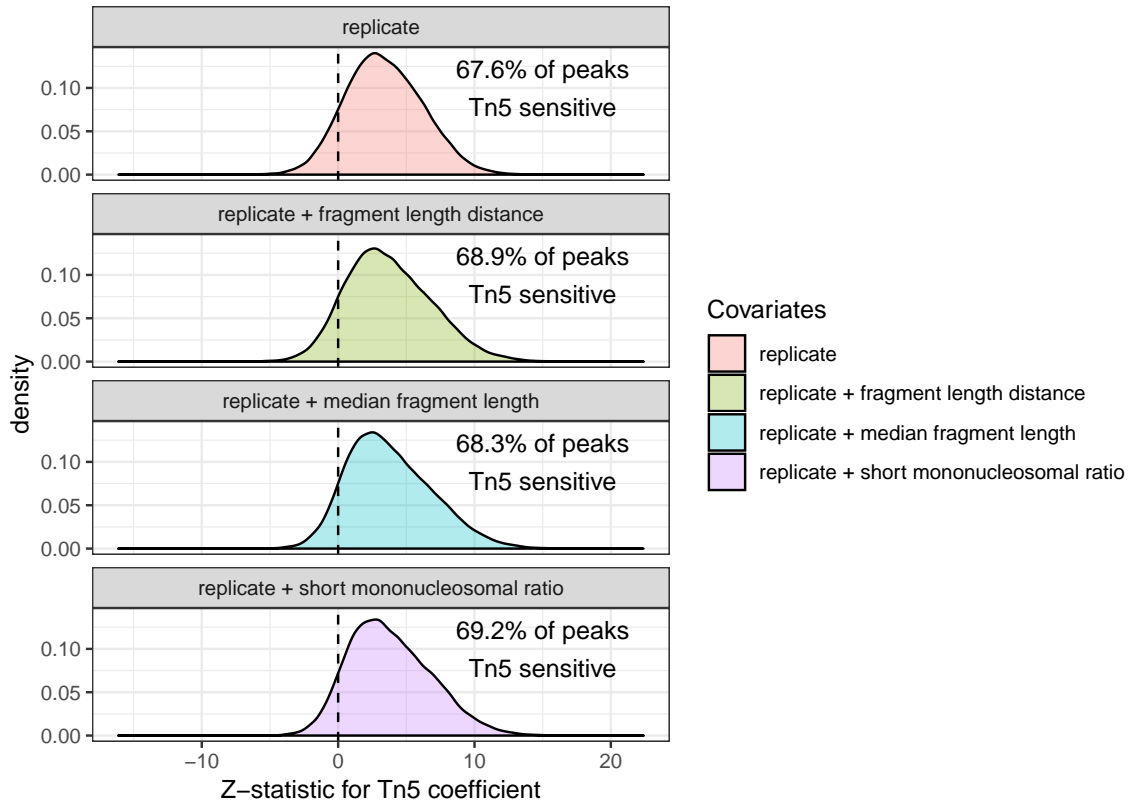 replicate
67.6% of peaks
Tn5 sensitive
0.10
0.05
0.00
replicate + fragment length distance
68.9% of peaks
Tn5 sensitive
0.10
0.05
0.00
replicate + median fragment length
68.3% of peaks
Tn5 sensitive
0.10
0.05
0.00
replicate + short mononucleosomal ratio
69.2% of peaks
Tn5 sensitive
0.10
0.05
0.00
−10 0 10 20
Z−statistic for Tn5 coefficient
density
Covariates
replicate
replicate + fragment length distance
replicate + median fragment length
replicate + short mononucleosomal ratio